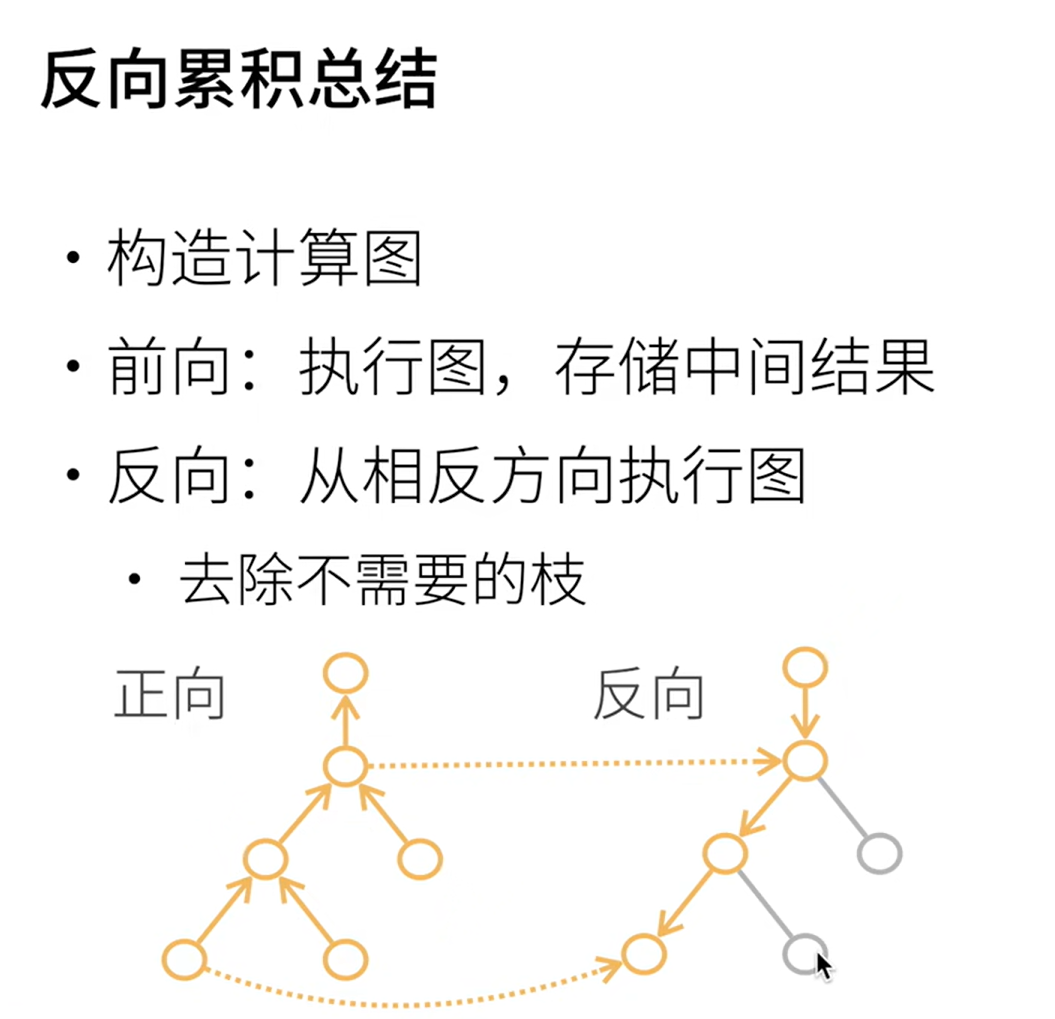 反向累积总结
• 构造计算图
• 前向：执行图，存储中间结果
• 反向：从相反方向执行图
• 去除不需要的枝
正向
反向